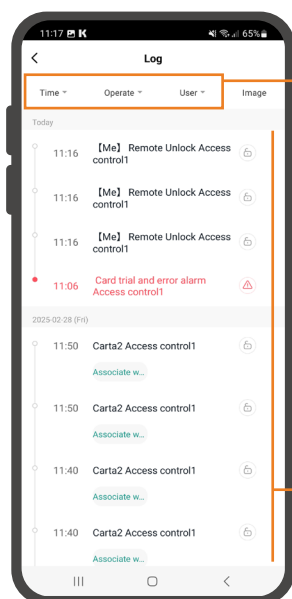 11:17 K 65%
Log
Time Operate User Image
Today
11:16 【Me】 Remote Unlock Access
control1
11:16 【Me】 Remote Unlock Access
control1
11:16 【Me】 Remote Unlock Access
control1
11:06 Card trial and error alarm
Access control1
2025-02-28 (Fri)
11:50 Carta2 Access control1
Associate w...
11:50 Carta2 Access control1
Associate w...
11:40 Carta2 Access control1
Associate w...
11:40 Carta2 Access control1
Associate w...